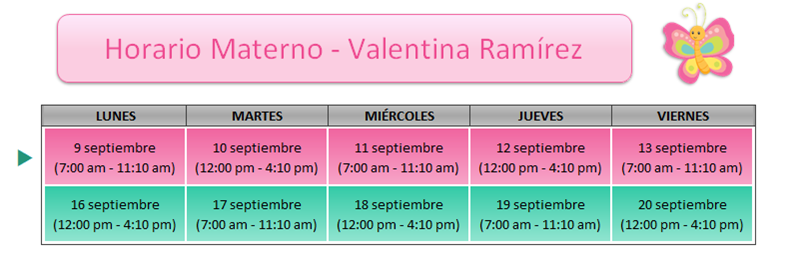 Horario Materno - Valentina Ramírez
LUNES MARTES MIÉRCOLES JUEVES VIERNES
9 septiembre 10 septiembre 11 septiembre 12 septiembre 13 septiembre
(7:00 am - 11:10 am) (12:00 pm - 4:10 pm) (7:00 am - 11:10 am) (12:00 pm - 4:10 pm) (7:00 am - 11:10 am)
16 septiembre 17 septiembre 18 septiembre 19 septiembre 20 septiembre
(12:00 pm - 4:10 pm) (7:00 am - 11:10 am) (12:00 pm - 4:10 pm) (7:00 am - 11:10 am) (12:00 pm - 4:10 pm)